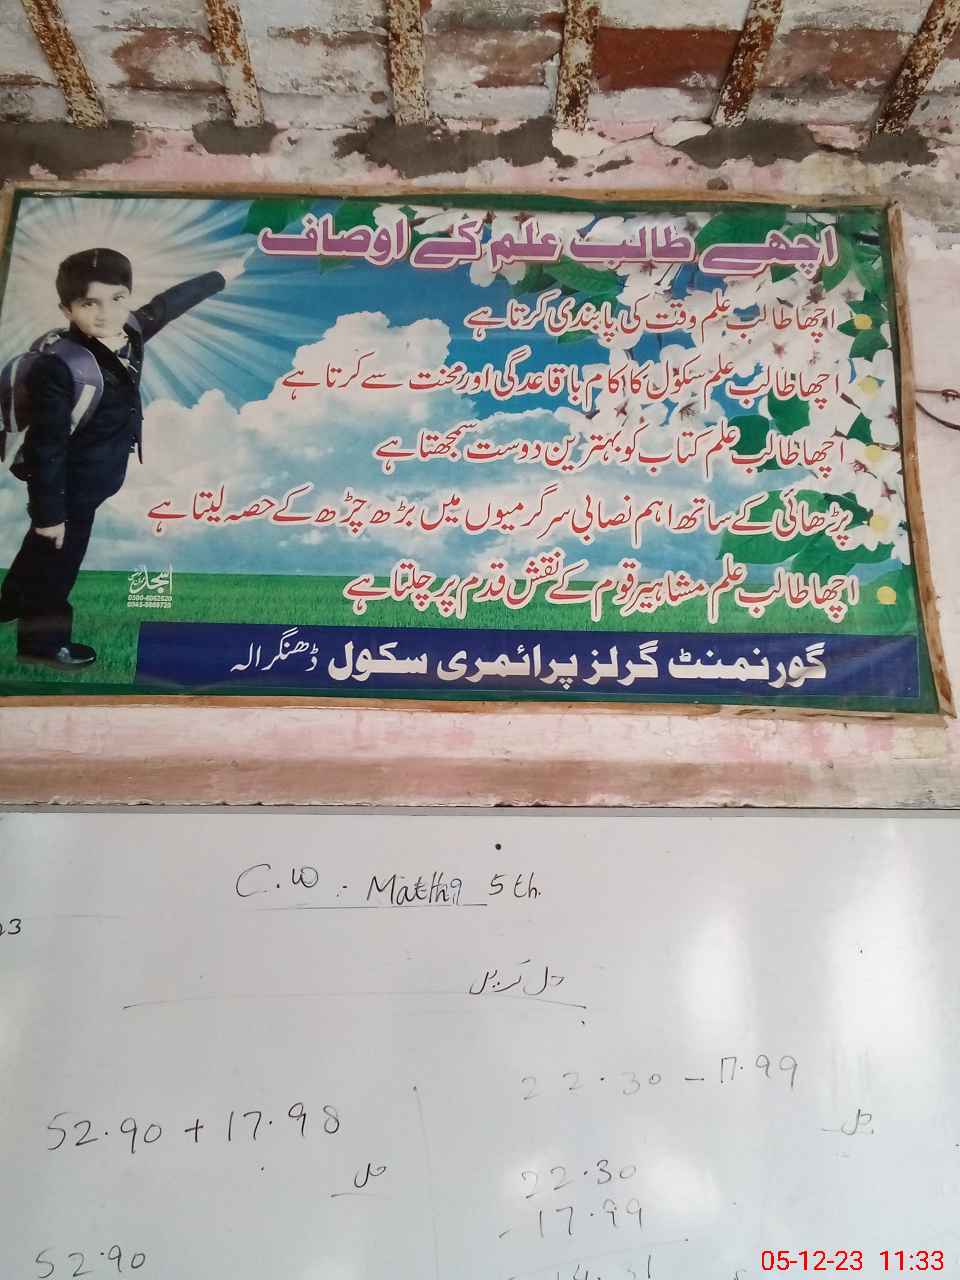 اچھے طالب علم کے اوصاف
اچھا طالب علم وقت کی پابندی کرتا ہے
اچھا طالب علم سکول کا کام باقاعدگی اور محنت سے کرتا ہے
اچھا طالب علم کتاب کو بہترین دوست سمجھتا ہے
پڑھائی کے ساتھ اہم نصابی سرگرمیوں میں بڑھ چڑھ کے حصہ لیتا ہے
اچھا طالب علم مشاہیر قوم کے نقش قدم پر چلتا ہے
گورنمنٹ گرلز پرائمری سکول ڈھنگرالہ
C.W :- Math 5th.
23
حل کریں
22.30 - 17.99
52.90 + 17.98
حل
حل
22.30
- 17.99
52.90
05-12-23 11:33